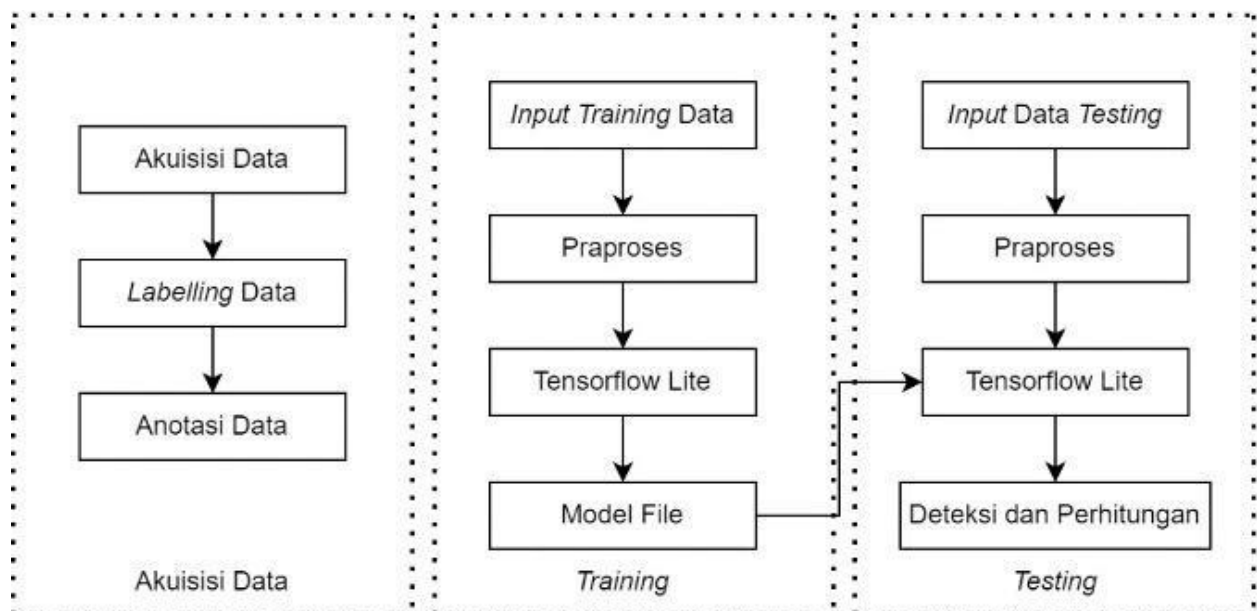 Akuisisi Data
Labelling Data
Anotasi Data
Akuisisi Data
Input Training Data
Praproses
Tensorflow Lite
Model File
Training
Input Data Testing
Praproses
Tensorflow Lite
Deteksi dan Perhitungan
Testing